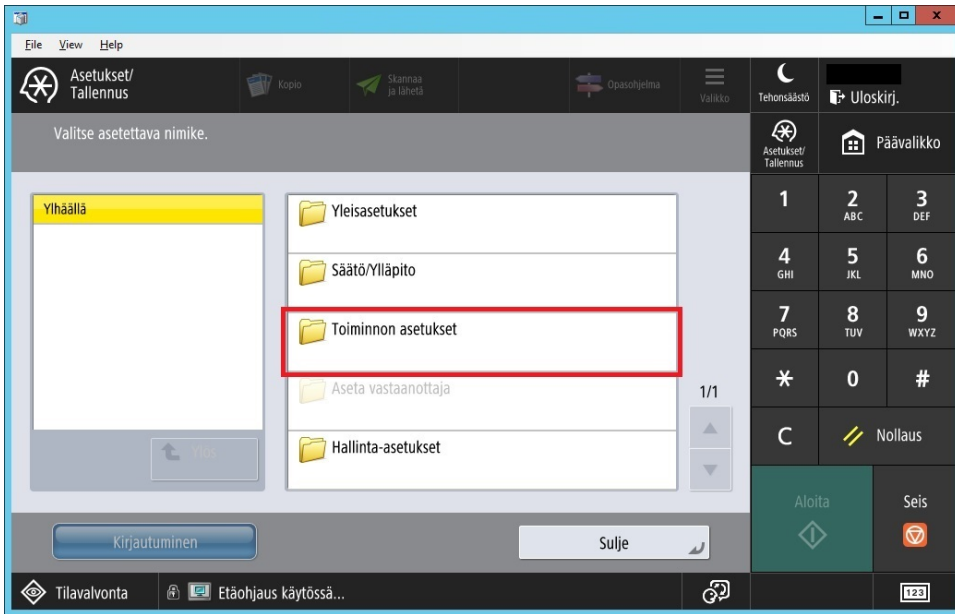 File View Help
Asetukset/
Tallennus
Kopio
Skannaa
ja lähetä
Opasohjelma
Valikko
Tehonsäästö
Uloskirj.
Valitse asetettava nimike.
Asetukset/
Tallennus
Päävalikko
Ylhäällä
Yleisasetukset
Säätö/Ylläpito
Toiminnon asetukset
Aseta vastaanottaja
Hallinta-asetukset
1/1
Ylös
1 2 3
ABC DEF
4 5 6
GHI JKL MNO
7 8 9
PQRS TUV WXYZ
* 0 #
C Nollaus
Aloita Seis
Kirjautuminen
Sulje
Tilavalvonta
Etäohjaus käytössä...
123